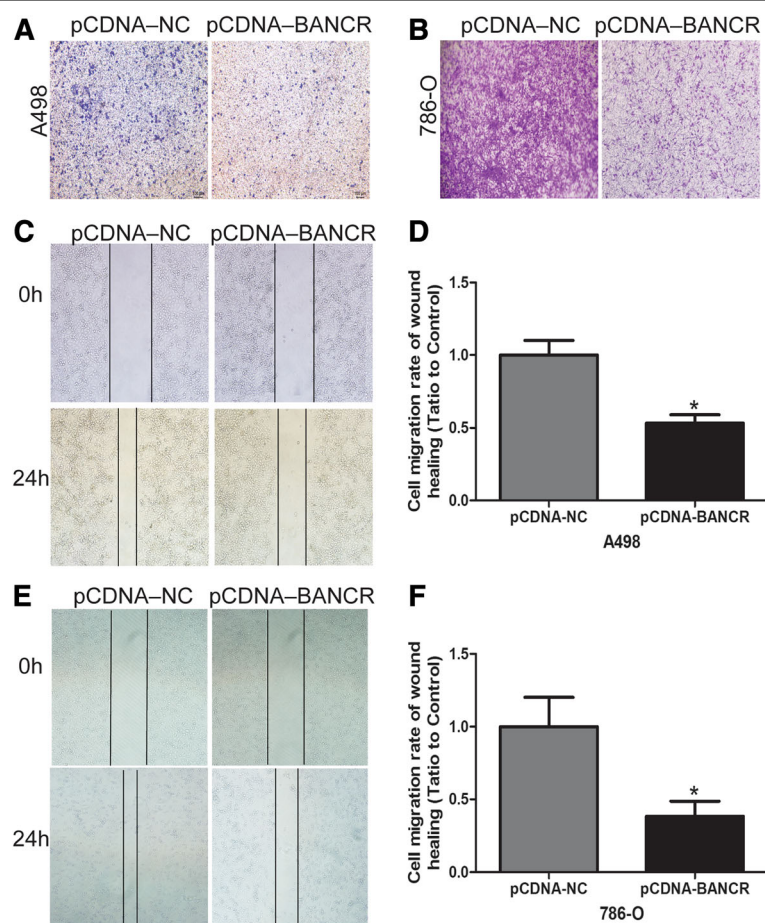 A
pCDNA–NC pCDNA–BANCR
A498
B
pCDNA–NC pCDNA–BANCR
786-O
C
pCDNA–NC pCDNA–BANCR
0h
24h
D
Cell migration rate of wound
healing (Tatio to Control)
1.5
1.0
0.5
0.0
*
pCDNA-NC pCDNA-BANCR
A498
E
pCDNA–NC pCDNA–BANCR
0h
24h
F
Cell migration rate of wound
healing (Tatio to Control)
1.5
1.0
0.5
0.0
*
pCDNA-NC pCDNA-BANCR
786-O